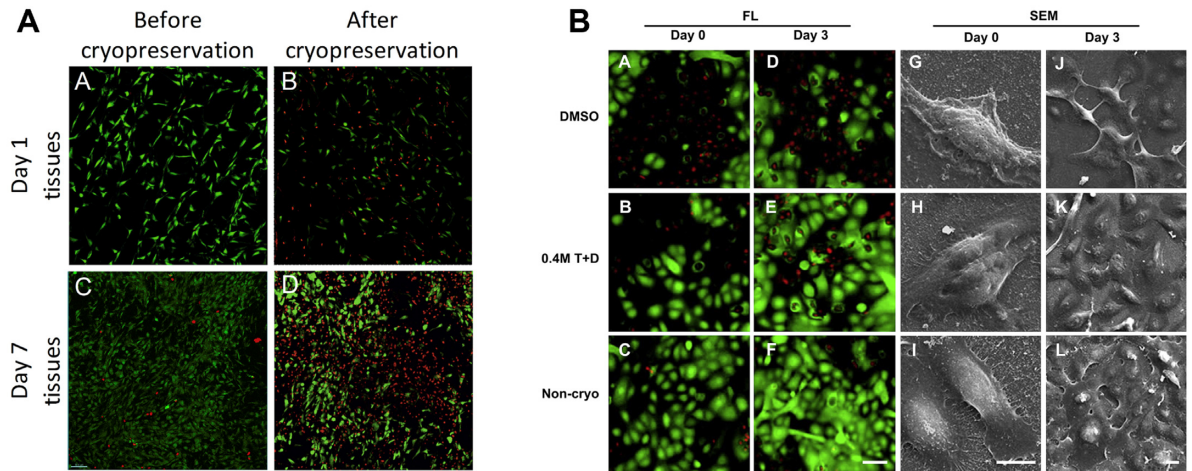 A
Before
cryopreservation
After
cryopreservation
Day 1
tissues
A
B
Day 7
tissues
C
D
B
FL
SEM
Day 0
Day 3
Day 0
Day 3
DMSO
A
D
G
J
0.4M T+D
B
E
H
K
Non-cryo
C
F
I
L